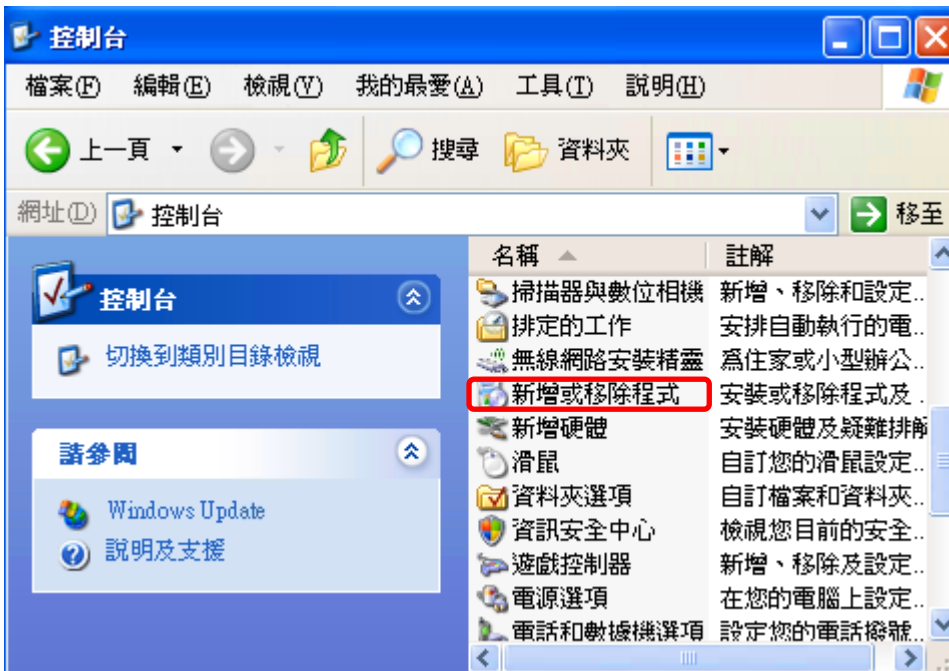 控制台
檔案(F) 編輯(E) 檢視(V) 我的最愛(A) 工具(T) 說明(H)
上一頁 搜尋 資料夾
網址(D) 控制台 移至
控制台
切換到類別目錄檢視
請參閱
Windows Update
說明及支援
名稱 註解
掃描器與數位相機 新增、移除和設定..
排定的工作 安排自動執行的電..
無線網路安裝精靈 為住家或小型辦公..
新增或移除程式 安裝或移除程式及 .
新增硬體 安裝硬體及疑難排解
滑鼠 自訂您的滑鼠設定..
資料夾選項 自訂檔案和資料夾..
資訊安全中心 檢視您目前的安全..
遊戲控制器 新增、移除及設定..
電源選項 在您的電腦上設定..
電話和數據機選項 設定您的電話撥號..